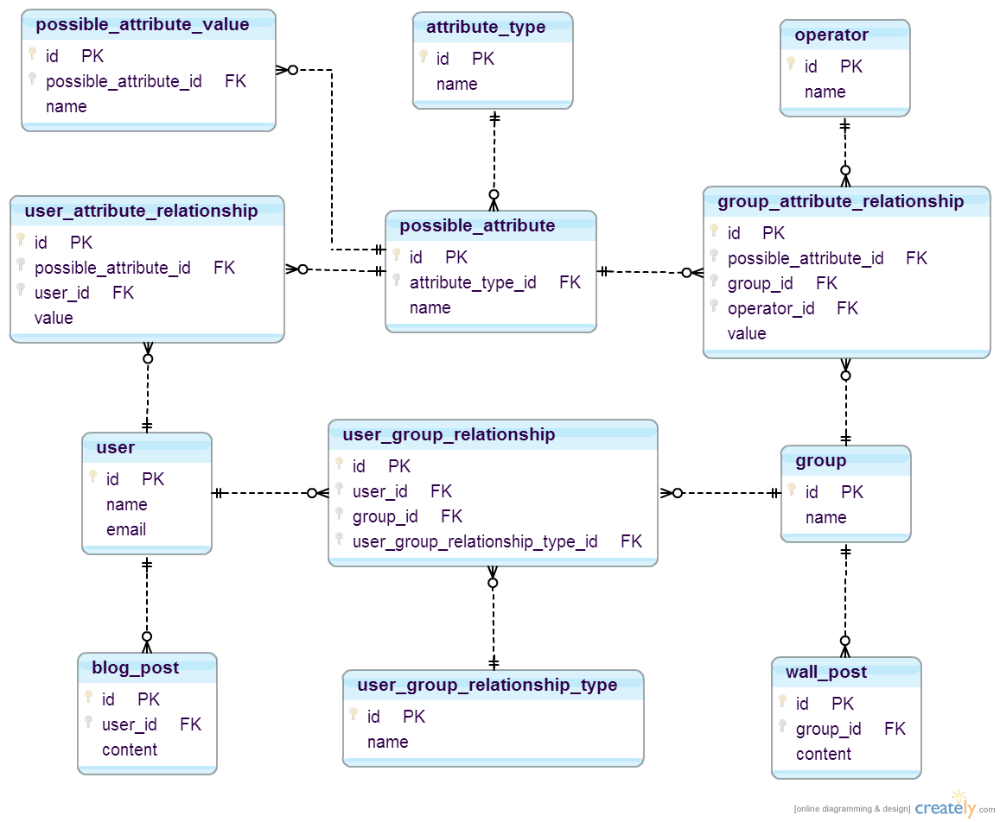 possible_attribute_value
id PK
possible_attribute_id FK
name
attribute_type
id PK
name
operator
id PK
name
user_attribute_relationship
id PK
possible_attribute_id FK
user_id FK
value
possible_attribute
id PK
attribute_type_id FK
name
group_attribute_relationship
id PK
possible_attribute_id FK
group_id FK
operator_id FK
value
user
id PK
name
email
user_group_relationship
id PK
user_id FK
group_id FK
user_group_relationship_type_id FK
group
id PK
name
blog_post
id PK
user_id FK
content
user_group_relationship_type
id PK
name
wall_post
id PK
group_id FK
content
[online diagramming & design] creately.com